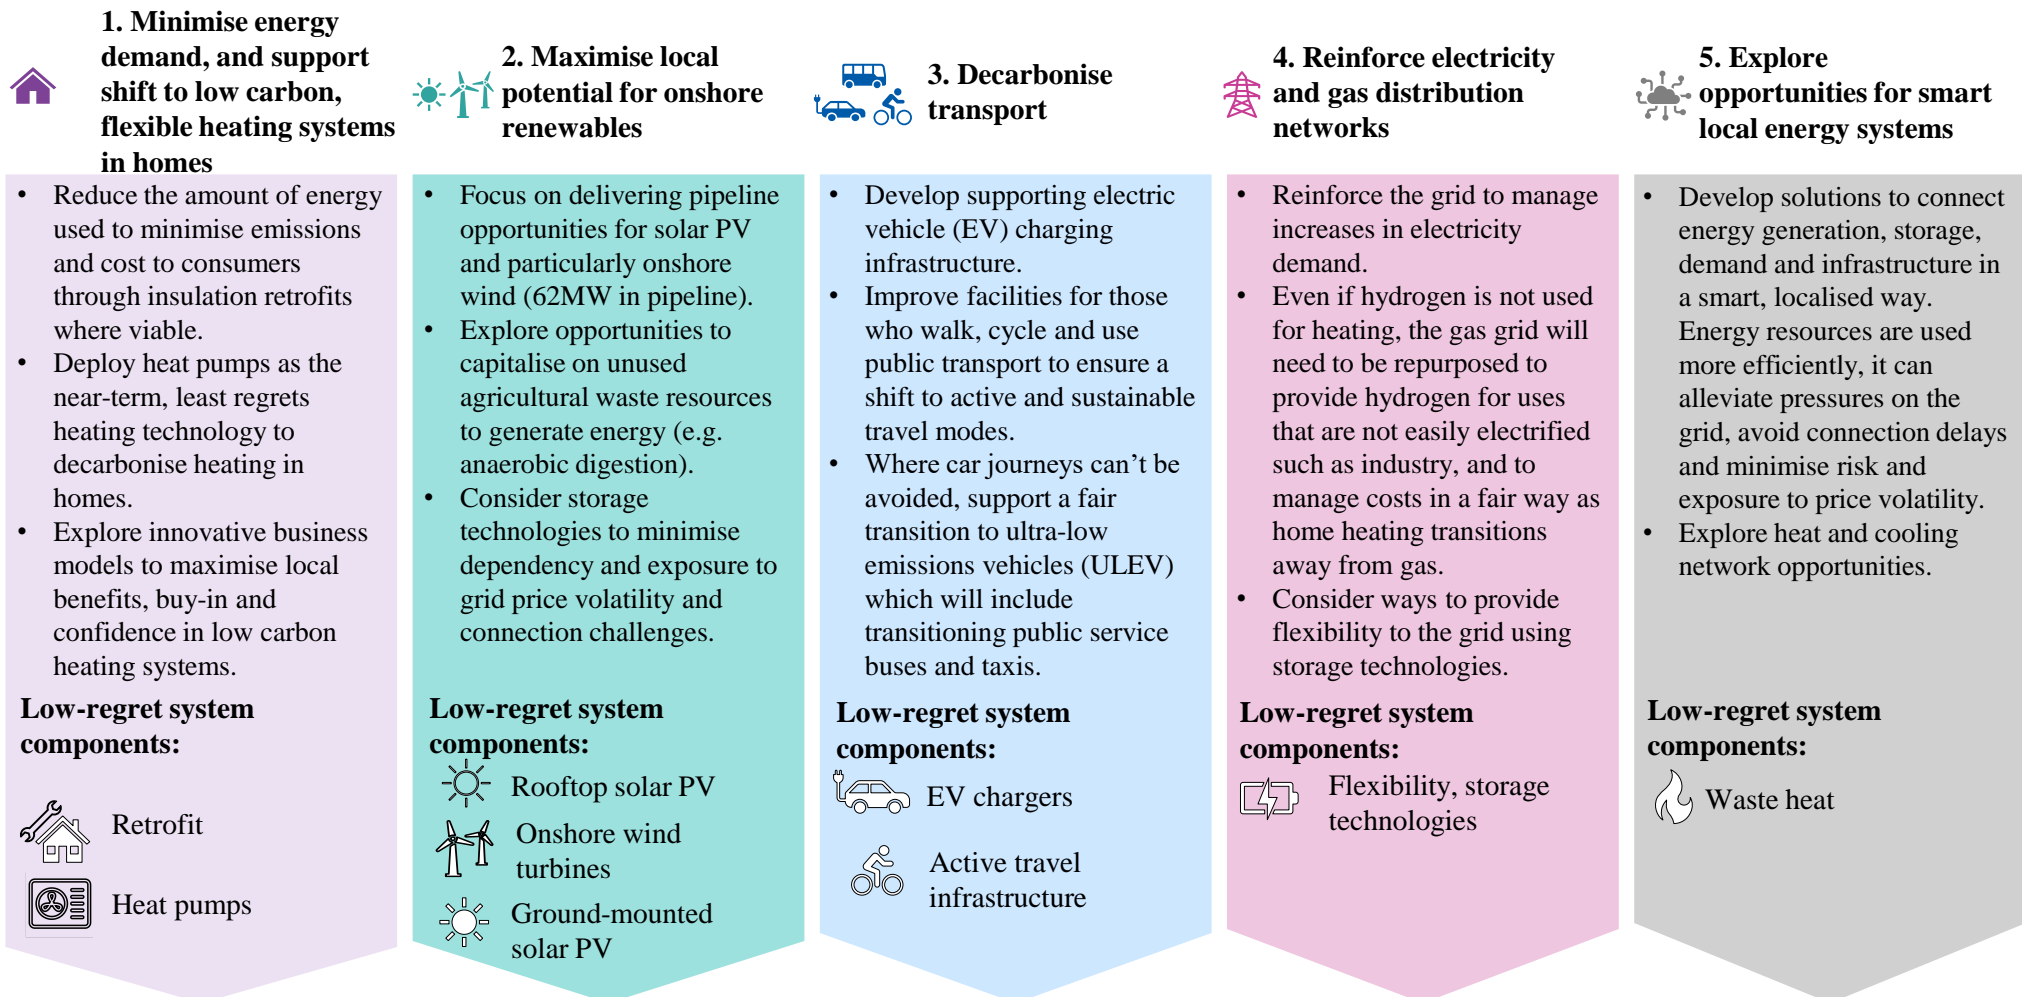 1. Minimise energy
demand, and support
shift to low carbon,
flexible heating systems
in homes
• Reduce the amount of energy
used to minimise emissions
and cost to consumers
through insulation retrofits
where viable.
• Deploy heat pumps as the
near-term, least regrets
heating technology to
decarbonise heating in
homes.
• Explore innovative business
models to maximise local
benefits, buy-in and
confidence in low carbon
heating systems.
Low-regret system
components:
Retrofit
Heat pumps
2. Maximise local
potential for onshore
renewables
• Focus on delivering pipeline
opportunities for solar PV
and particularly onshore
wind (62MW in pipeline).
• Explore opportunities to
capitalise on unused
agricultural waste resources
to generate energy (e.g.
anaerobic digestion).
• Consider storage
technologies to minimise
dependency and exposure to
grid price volatility and
connection challenges.
Low-regret system
components:
Rooftop solar PV
Onshore wind
turbines
Ground-mounted
solar PV
3. Decarbonise
transport
• Develop supporting electric
vehicle (EV) charging
infrastructure.
• Improve facilities for those
who walk, cycle and use
public transport to ensure a
shift to active and sustainable
travel modes.
• Where car journeys can’t be
avoided, support a fair
transition to ultra-low
emissions vehicles (ULEV)
which will include
transitioning public service
buses and taxis.
Low-regret system
components:
EV chargers
Active travel
infrastructure
4. Reinforce electricity
and gas distribution
networks
• Reinforce the grid to manage
increases in electricity
demand.
• Even if hydrogen is not used
for heating, the gas grid will
need to be repurposed to
provide hydrogen for uses
that are not easily electrified
such as industry, and to
manage costs in a fair way as
home heating transitions
away from gas.
• Consider ways to provide
flexibility to the grid using
storage technologies.
Low-regret system
components:
Flexibility, storage
technologies
5. Explore
opportunities for smart
local energy systems
• Develop solutions to connect
energy generation, storage,
demand and infrastructure in
a smart, localised way.
Energy resources are used
more efficiently, it can
alleviate pressures on the
grid, avoid connection delays
and minimise risk and
exposure to price volatility.
• Explore heat and cooling
network opportunities.
Low-regret system
components:
Waste heat